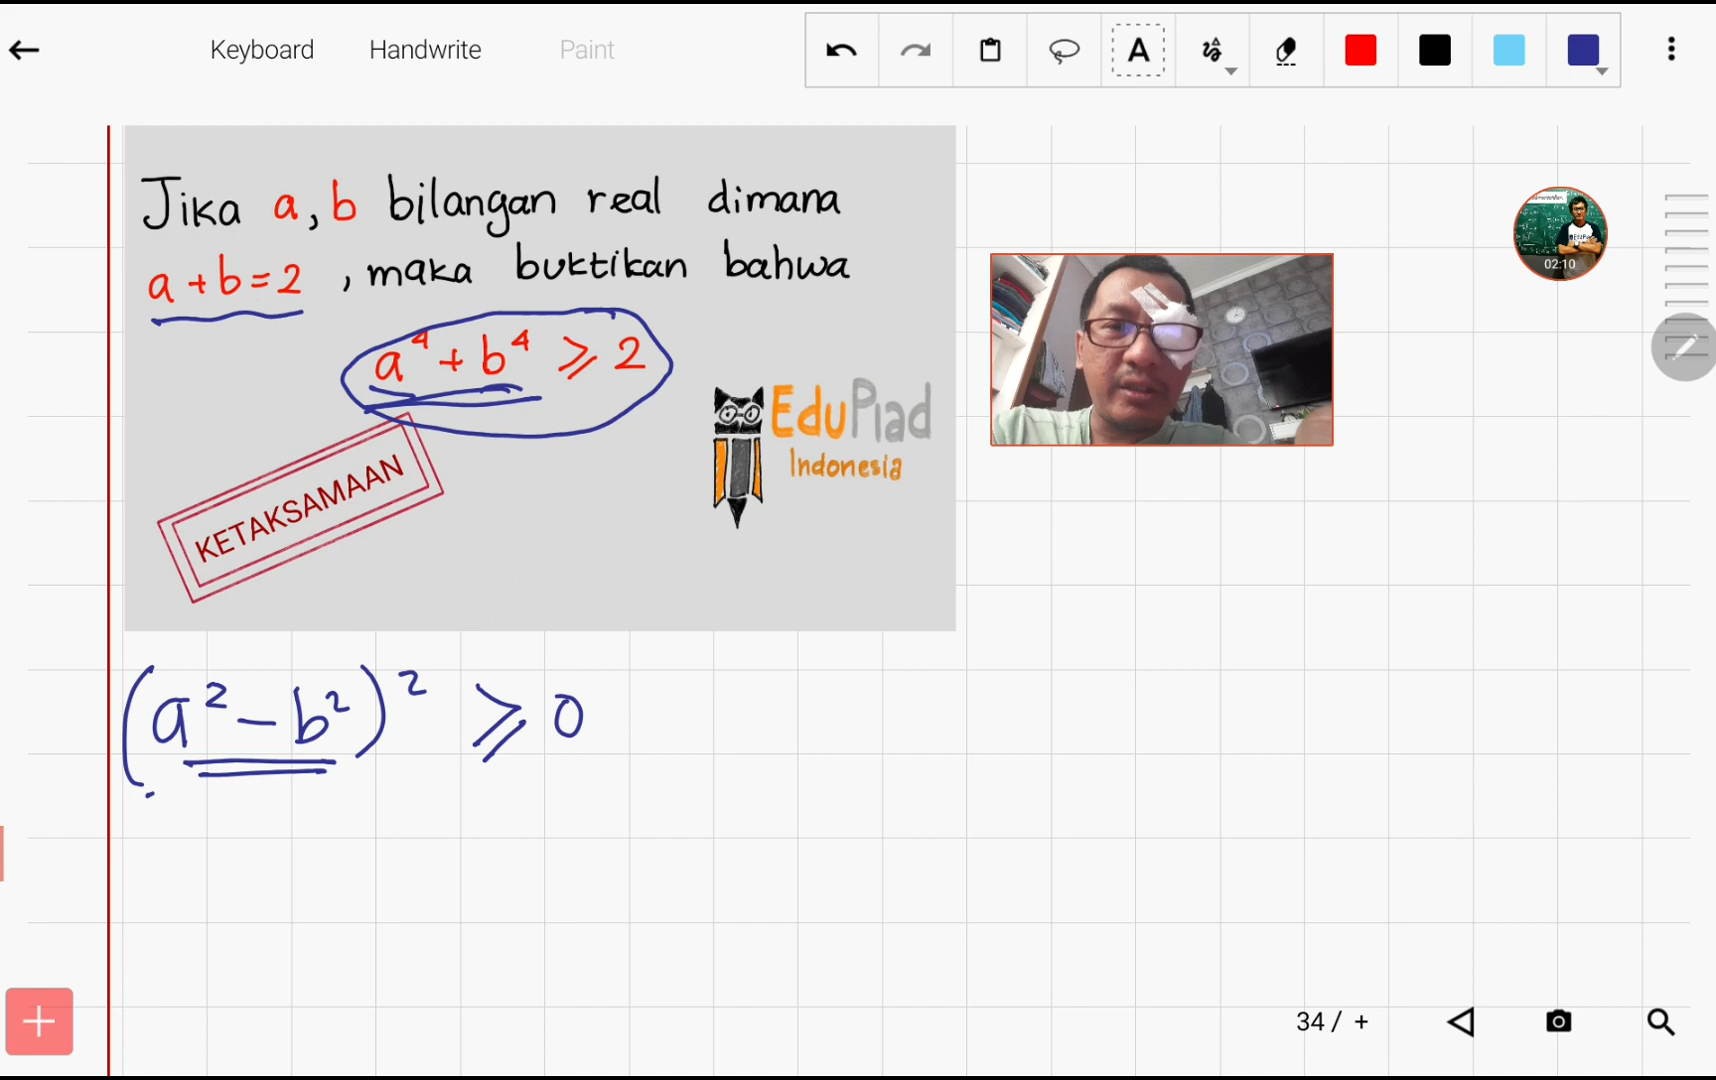 Keyboard Handwrite Paint A
Jika a, b bilangan real dimana
a + b = 2 , maka buktikan bahwa
a⁴ + b⁴ ⩾ 2
EduPiad
Indonesia
KETAKSAMAAN
02:10
(a² − b²)² ⩾ 0
34 / +